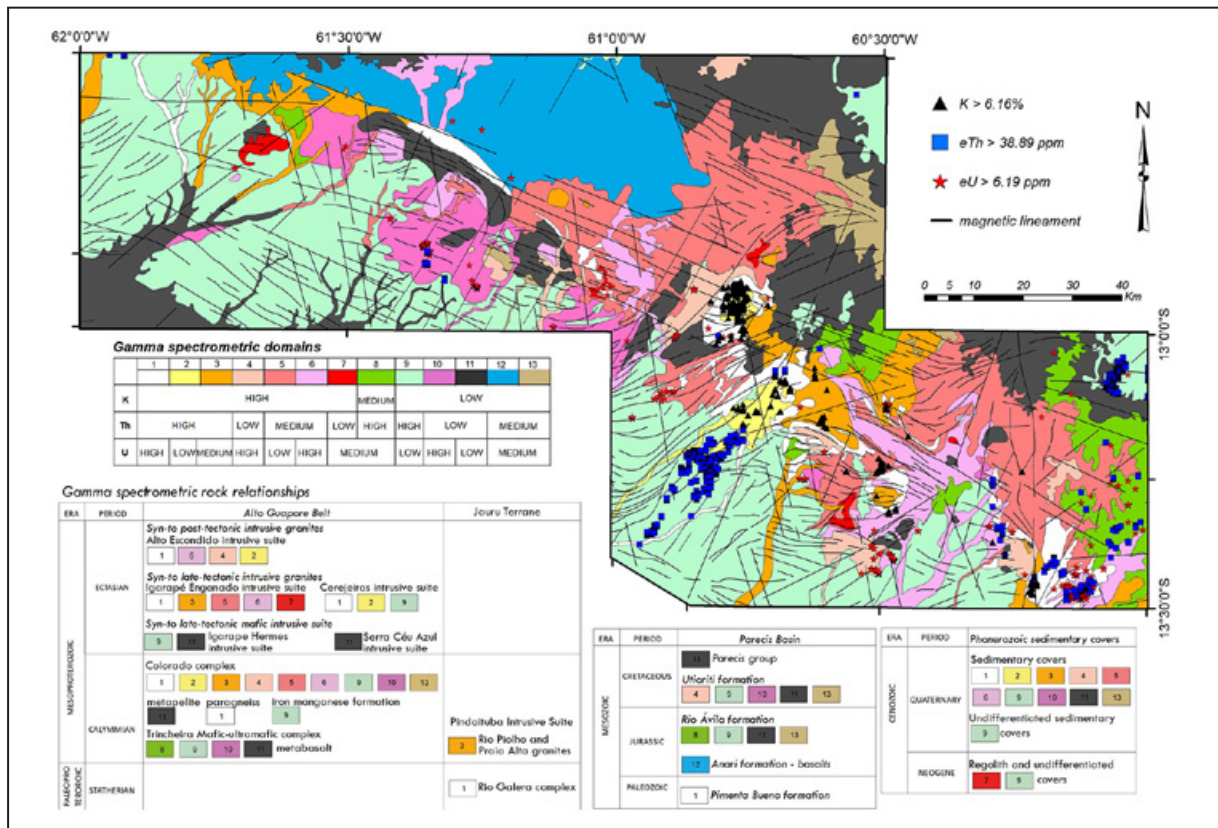 62°0'0"W 61°30'0"W 61°0'0"W 60°30'0"W
N
K > 6.16%
eTh > 38.89 ppm
eU > 6.19 ppm
magnetic lineament
0 5 10 20 30 40
Km
13°0'0"S
13°30'0"S
Gamma spectrometric domains
1 2 3 4 5 6 7 8 9 10 11 12 13
K HIGH MEDIUM LOW
Th HIGH LOW MEDIUM LOW HIGH HIGH LOW MEDIUM
U HIGH LOW MEDIUM HIGH LOW HIGH MEDIUM LOW HIGH LOW MEDIUM
Gamma spectrometric rock relationships
ERA PERIOD Alto Guapore Belt Jauru Terrane
MESOPROTEROZOIC
ECTASIAN
Syn-to post-tectonic intrusive granites
Alto Escondido intrusive suite
1 6 4 2
Syn-to late-tectonic intrusive granites
Igarapé Enganado intrusive suite Cerejeiras intrusive suite
1 3 5 6 7 1 2 9
Syn-to late-tectonic mafic intrusive suite
9 11 Igarape Hermes intrusive suite 11 Serra Céu Azul intrusive suite
CALYMMIAN
Colorado complex
1 2 3 4 5 6 9 10 13
metapelite paragneiss Iron manganese formation
11 1 9
Trincheira Mafic-ultramafic complex
8 9 10 11 metabasalt
Pindaituba Intrusive Suite
3 Rio Piolho and Praia Alta granites
PALEOPRO TEROROIC
STATHERIAN
1 Rio Galera complex
ERA PERIOD Parecis Basin
MESOZOIC
CRETACEOUS
11 Parecis group
Utiariti formation
4 9 10 11 13
JURASSIC
Rio Ávila formation
8 9 11 13
12 Anari formation - basalts
PALEOZOIC
1 Pimenta Bueno formation
ERA PERIOD Phanerozoic sedimentary covers
CENOZOIC
QUATERNARY
Sedimentary covers
1 2 3 4 5
6 9 10 11 13
Undifferentiated sedimentary
9 covers
NEOGENE
Regolith and undifferentiated
7 9 covers